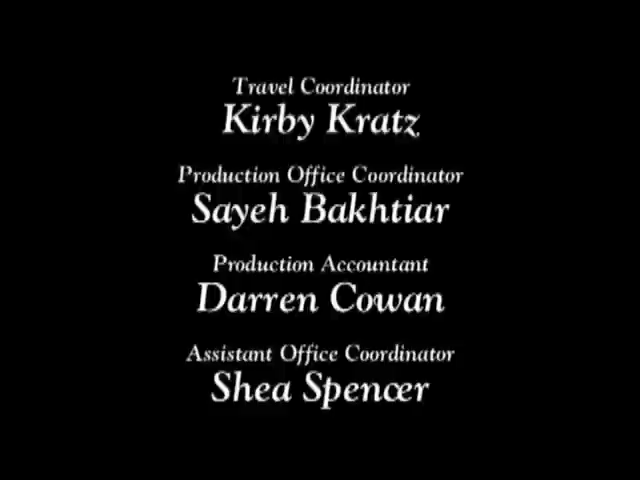 Travel Coordinator
Kirby Kratz
Production Office Coordinator
Sayeh Bakhtiar
Production Accountant
Darren Cowan
Assistant Office Coordinator
Shea Spencer